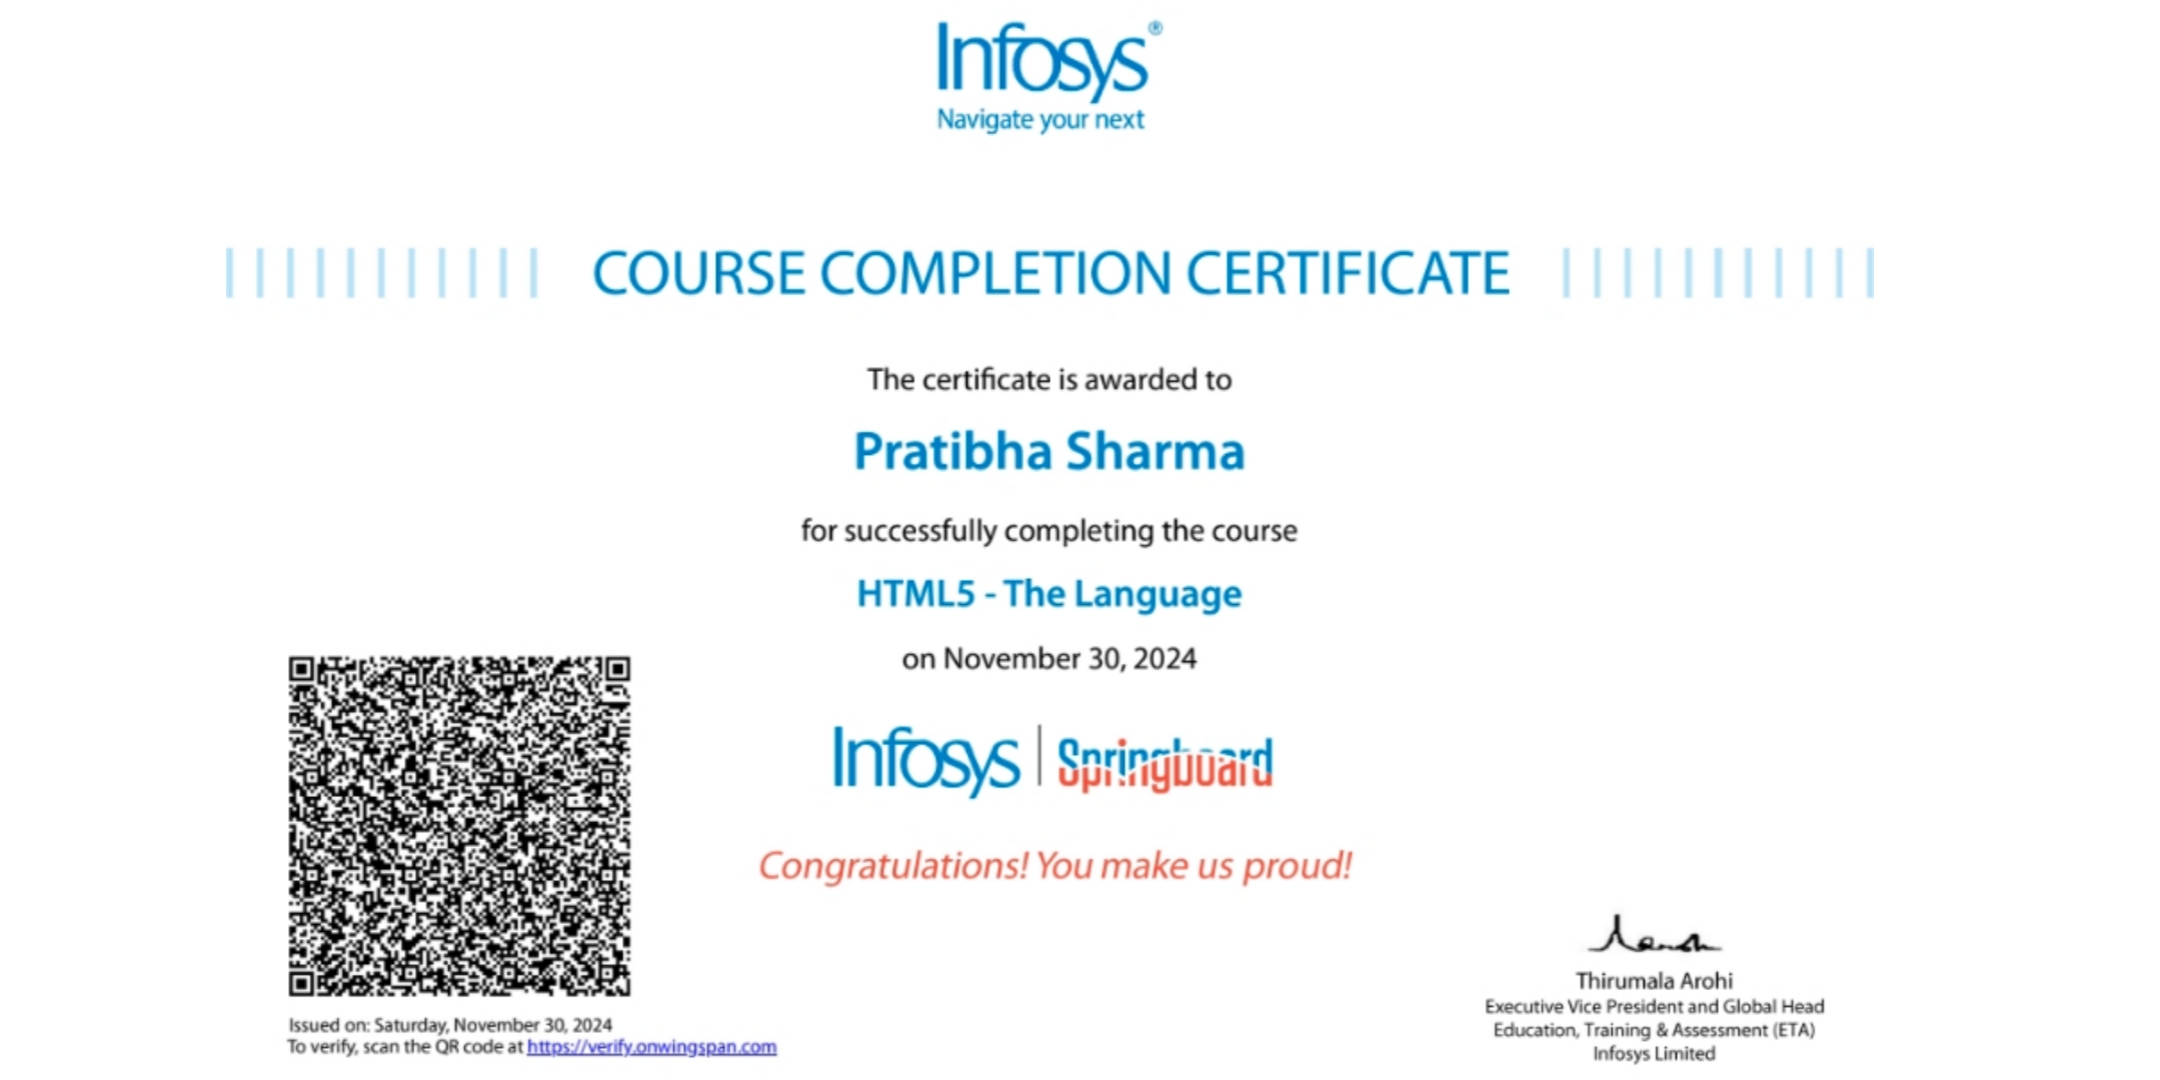 Infosys®
Navigate your next
COURSE COMPLETION CERTIFICATE
The certificate is awarded to
Pratibha Sharma
for successfully completing the course
HTML5 - The Language
on November 30, 2024
Infosys | Springboard
Congratulations! You make us proud!
Issued on: Saturday, November 30, 2024
To verify, scan the QR code at https://verify.onwingspan.com
Thirumala Arohi
Executive Vice President and Global Head
Education, Training & Assessment (ETA)
Infosys Limited